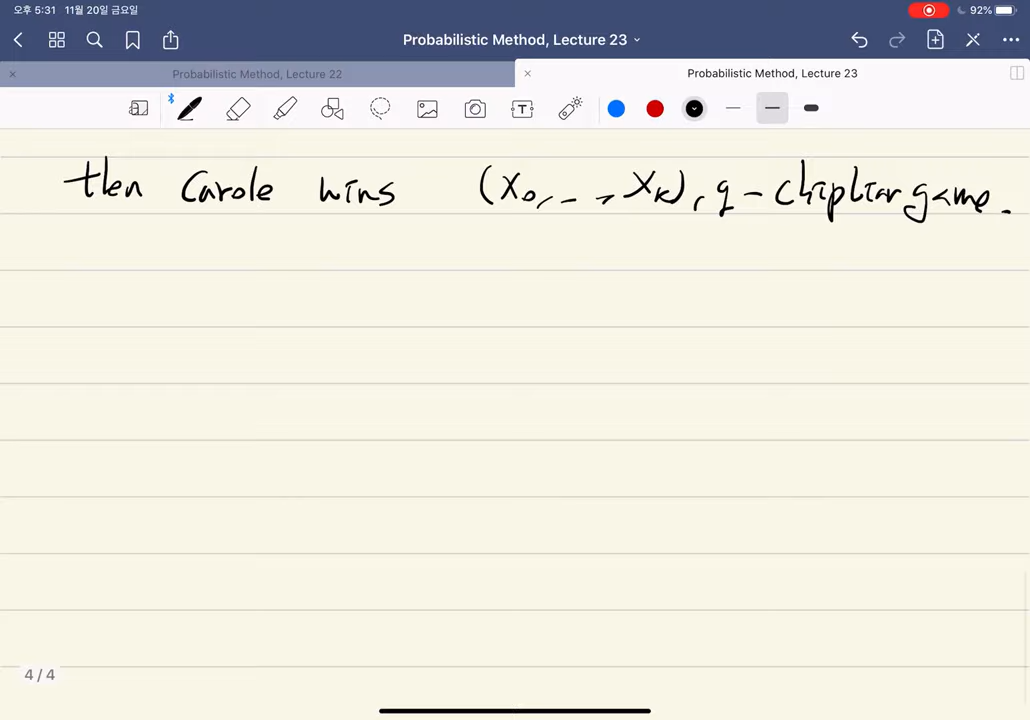 오후 5:31 11월 20일 금요일 92%
Probabilistic Method, Lecture 23
Probabilistic Method, Lecture 22
Probabilistic Method, Lecture 23
T
then Carole wins (x0, .. , xk), q - chipliar game.
4 / 4